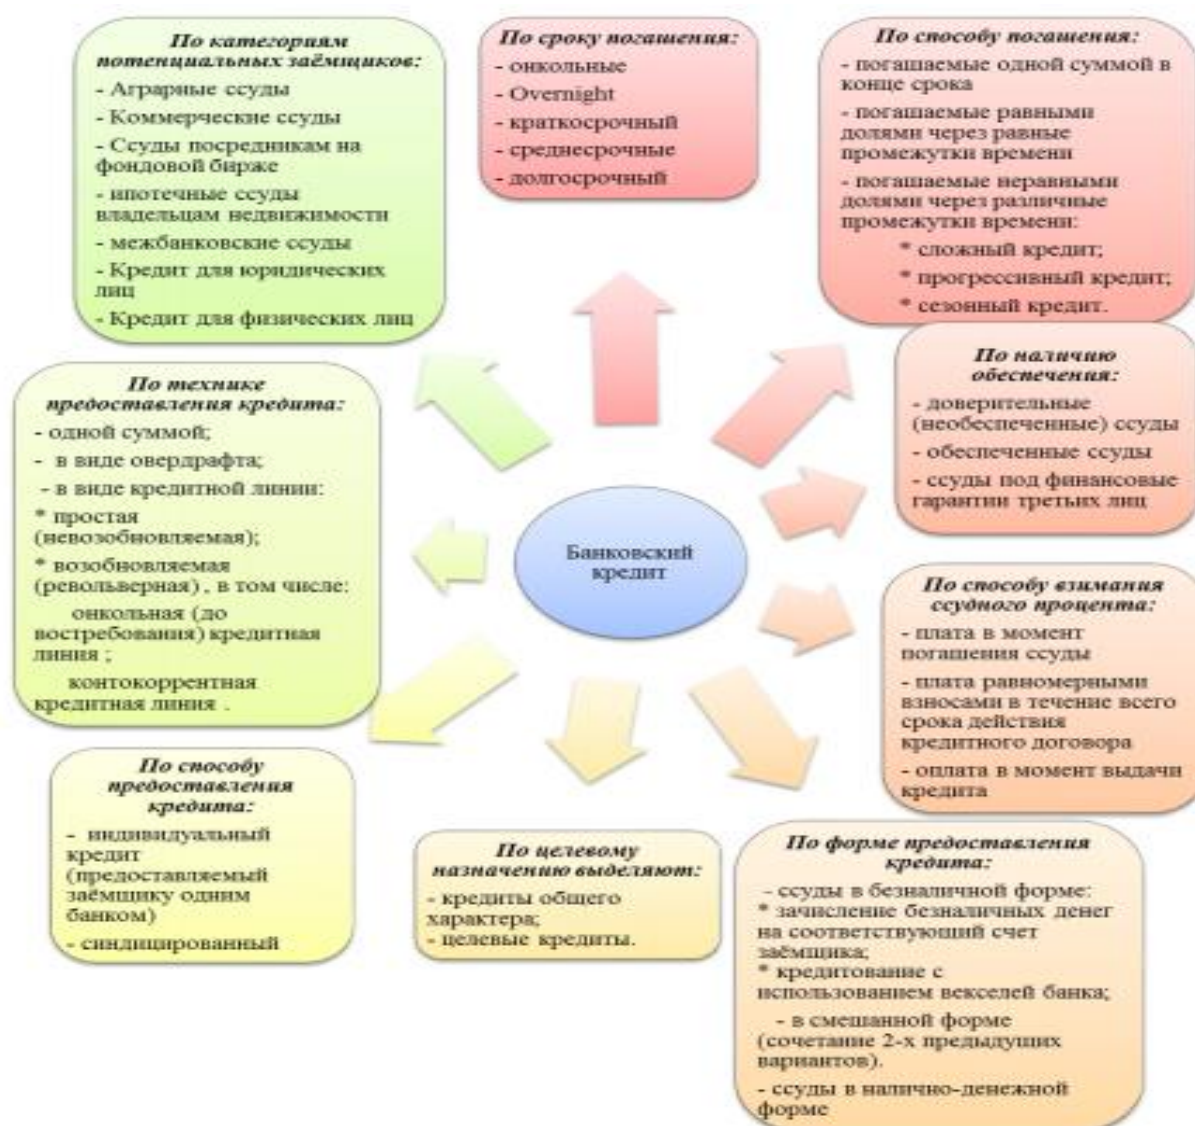 По категориям
потенциальных заёмщиков:
- Аграрные ссуды
- Коммерческие ссуды
- Ссуды посредникам на
фондовой бирже
- ипотечные ссуды
владельцам недвижимости
- межбанковские ссуды
- Кредит для юридических
лиц
- Кредит для физических лиц
По сроку погашения:
- онкольные
- Overnight
- краткосрочный
- среднесрочные
- долгосрочный
По способу погашения:
- погашаемые одной суммой в
конце срока
- погашаемые равными
долями через равные
промежутки времени
- погашаемые неравными
долями через различные
промежутки времени:
* сложный кредит;
* прогрессивный кредит;
* сезонный кредит.
По наличию
обеспечения:
- доверительные
(необеспеченные) ссуды
- обеспеченные ссуды
- ссуды под финансовые
гарантии третьих лиц
По технике
предоставления кредита:
- одной суммой;
- в виде овердрафта;
- в виде кредитной линии:
* простая
(невозобновляемая);
* возобновляемая
(револьверная) , в том числе:
онкольная (до
востребования) кредитная
линия ;
контокоррентная
кредитная линия .
Банковский
кредит
По способу взимания
ссудного процента:
- плата в момент
погашения ссуды
- плата равномерными
взносами в течение всего
срока действия
кредитного договора
- оплата в момент выдачи
кредита
По способу
предоставления
кредита:
- индивидуальный
кредит
(предоставляемый
заёмщику одним
банком)
- синдицированный
По целевому
назначению выделяют:
- кредиты общего
характера;
- целевые кредиты.
По форме предоставления
кредита:
- ссуды в безналичной форме:
* зачисление безналичных денег
на соответствующий счет
заёмщика;
* кредитование с
использованием векселей банка;
- в смешанной форме
(сочетание 2-х предыдущих
вариантов).
- ссуды в налично-денежной
форме